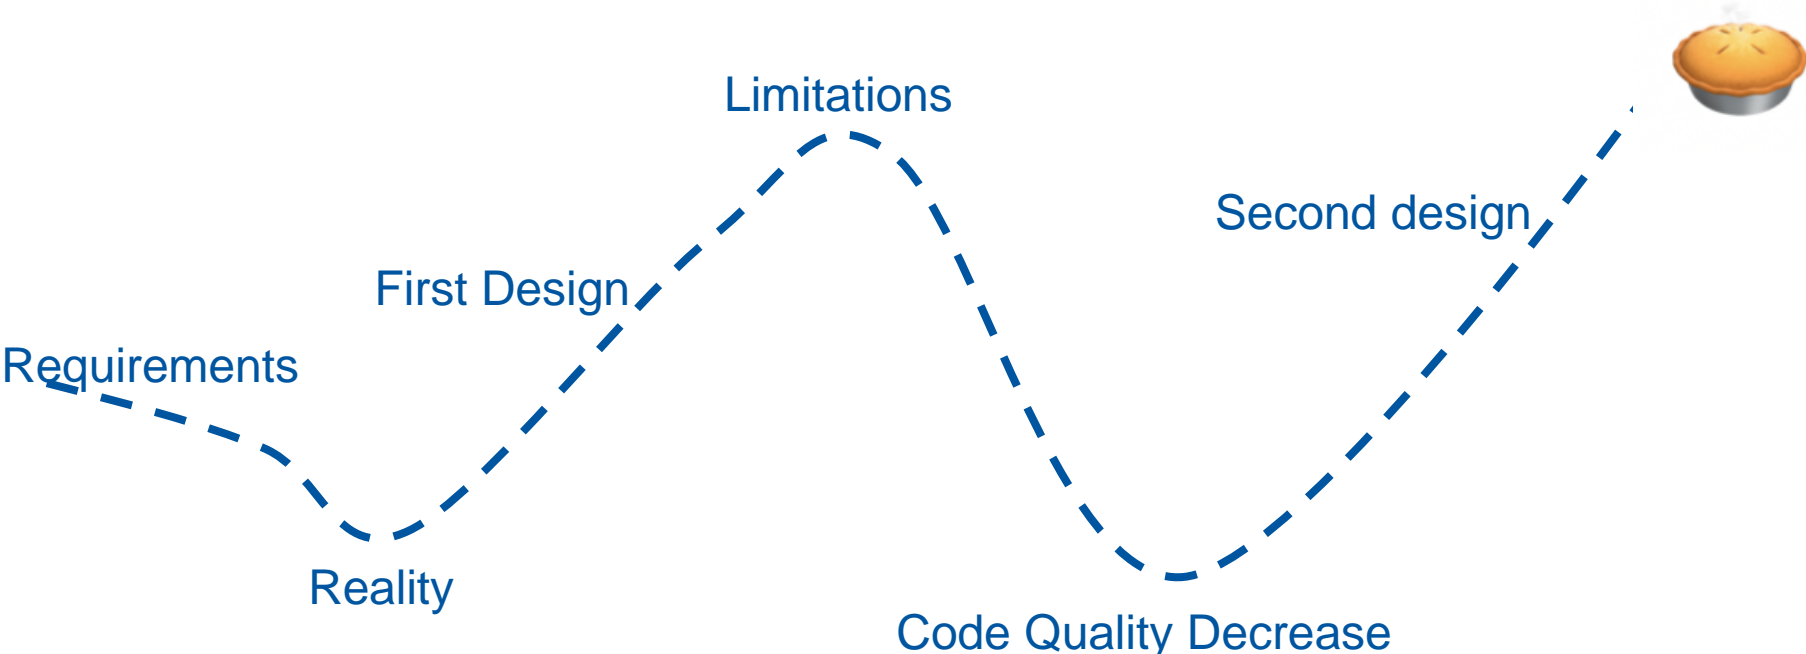 Limitations
Second design
First Design
Requirements
Reality
Code Quality Decrease